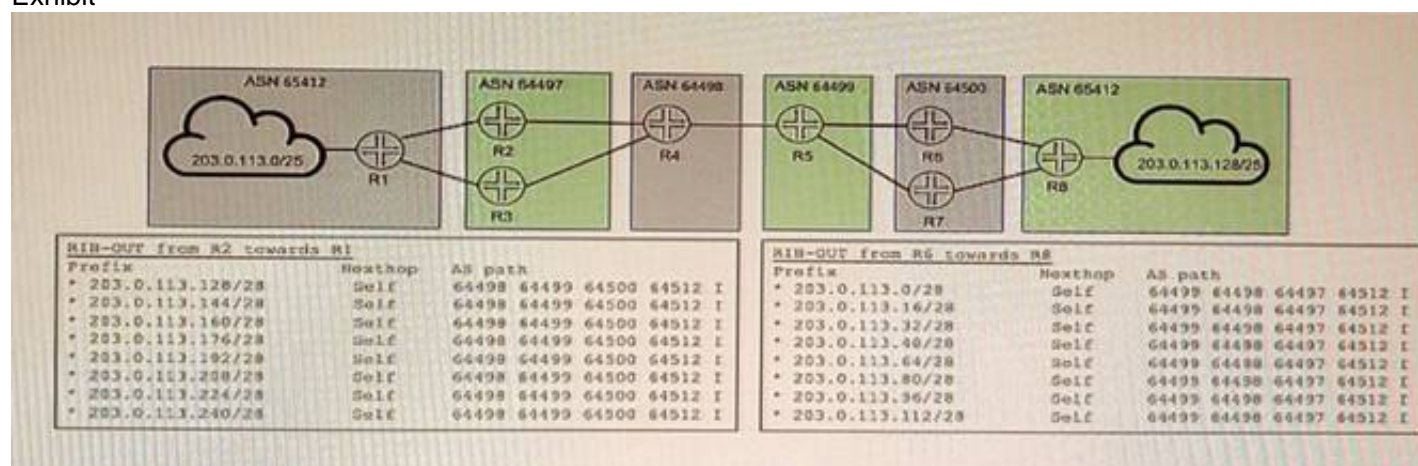 Exhibit
ASN 65412
ASN 64497
ASN 64498
ASN 64499
ASN 64500
ASN 65412
203.0.113.0/25
R1
R2
R3
R4
R5
R6
R7
R8
203.0.113.128/25
RIB-OUT from R2 towards R1
Prefix Nexthop AS path
* 203.0.113.128/28 Self 64498 64499 64500 64512 I
* 203.0.113.144/28 Self 64498 64499 64500 64512 I
* 203.0.113.160/28 Self 64498 64499 64500 64512 I
* 203.0.113.176/28 Self 64498 64499 64500 64512 I
* 203.0.113.192/28 Self 64498 64499 64500 64512 I
* 203.0.113.208/28 Self 64498 64499 64500 64512 I
* 203.0.113.224/28 Self 64498 64499 64500 64512 I
* 203.0.113.240/28 Self 64498 64499 64500 64512 I
RIB-OUT from R6 towards R8
Prefix Nexthop AS path
* 203.0.113.0/28 Self 64499 64498 64497 64512 I
* 203.0.113.16/28 Self 64499 64498 64497 64512 I
* 203.0.113.32/28 Self 64499 64498 64497 64512 I
* 203.0.113.48/28 Self 64499 64498 64497 64512 I
* 203.0.113.64/28 Self 64499 64498 64497 64512 I
* 203.0.113.80/28 Self 64499 64498 64497 64512 I
* 203.0.113.96/28 Self 64499 64498 64497 64512 I
* 203.0.113.112/28 Self 64499 64498 64497 64512 I